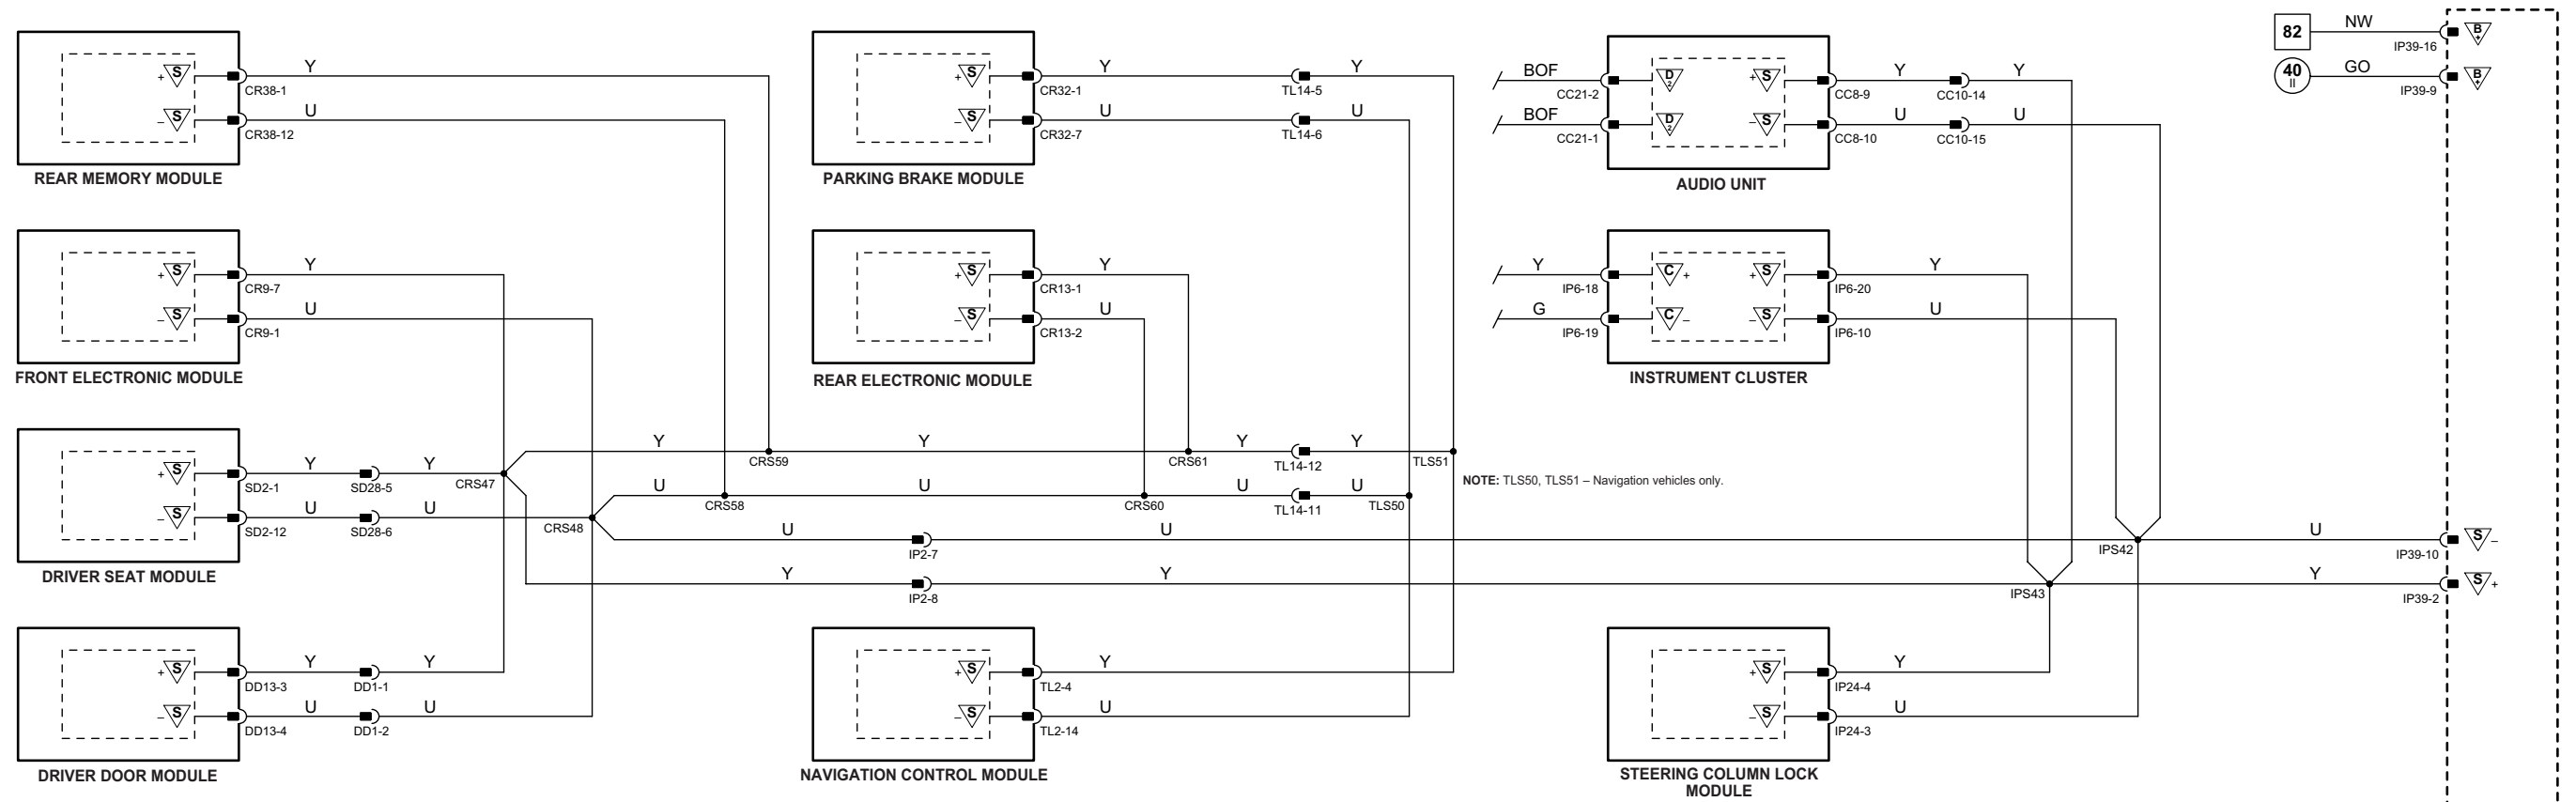 82
NW
IP39-16
B
+
40
II
GO
IP39-9
B
+
+
S
CR38-1
Y
–
S
CR38-12
U
REAR MEMORY MODULE
+
S
CR32-1
Y
TL14-5
Y
–
S
CR32-7
U
TL14-6
U
PARKING BRAKE MODULE
BOF
CC21-2
D
2
+
S
CC8-9
Y
CC10-14
Y
BOF
CC21-1
D
2
–
S
CC8-10
U
CC10-15
U
AUDIO UNIT
+
S
CR9-7
Y
–
S
CR9-1
U
FRONT ELECTRONIC MODULE
+
S
CR13-1
Y
–
S
CR13-2
U
REAR ELECTRONIC MODULE
Y
IP6-18
C
+
+
S
IP6-20
Y
G
IP6-19
C
–
–
S
IP6-10
U
INSTRUMENT CLUSTER
+
S
SD2-1
Y
SD28-5
Y
CRS47
–
S
SD2-12
U
SD28-6
U
CRS48
DRIVER SEAT MODULE
Y
CRS59
Y
CRS61
Y
TL14-12
Y
TLS51
U
CRS58
U
CRS60
U
TL14-11
U
TLS50
NOTE: TLS50, TLS51 – Navigation vehicles only.
U
IP2-7
U
IPS42
U
IP39-10
S
–
Y
IP2-8
Y
IPS43
Y
IP39-2
S
+
+
S
DD13-3
Y
DD1-1
Y
–
S
DD13-4
U
DD1-2
U
DRIVER DOOR MODULE
+
S
TL2-4
Y
–
S
TL2-14
U
NAVIGATION CONTROL MODULE
+
S
IP24-4
Y
–
S
IP24-3
U
STEERING COLUMN LOCK
MODULE